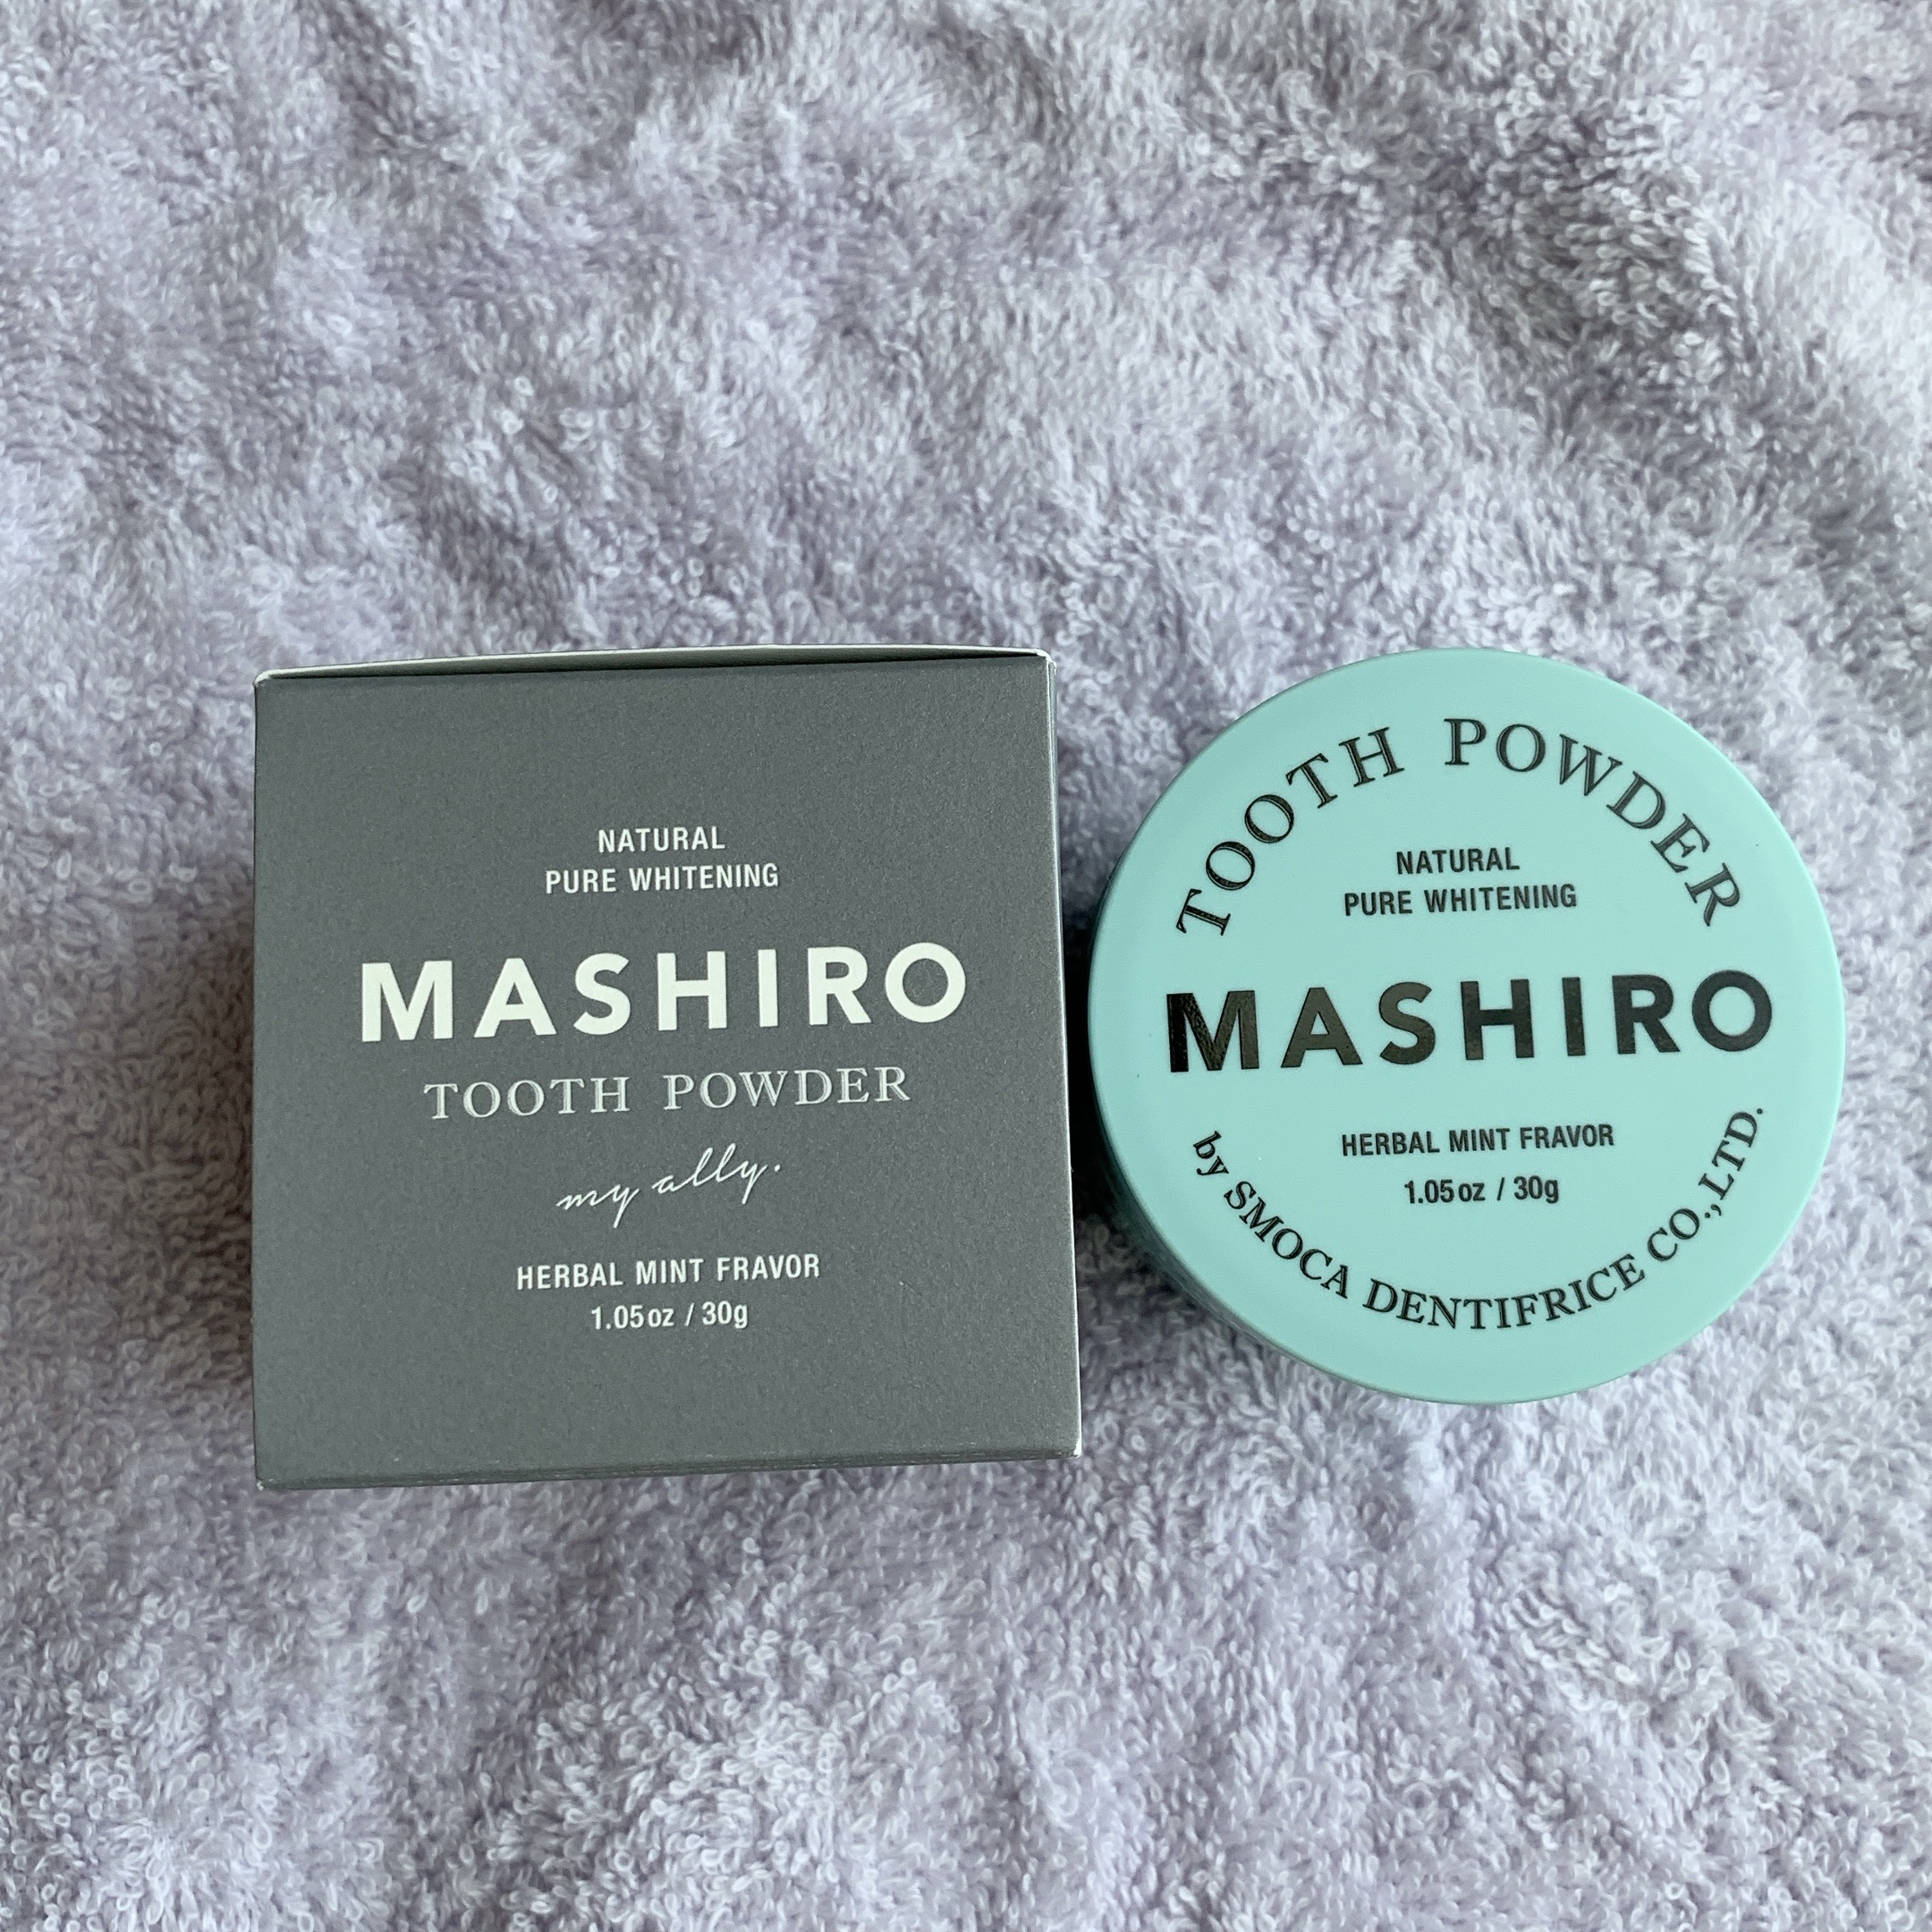 NATURAL
PURE WHITENING
MASHIRO
TOOTH POWDER
my ally.
HERBAL MINT FRAVOR
1.05oz / 30g
TOOTH POWDER
NATURAL
PURE WHITENING
MASHIRO
HERBAL MINT FRAVOR
1.05oz / 30g
by SMOCA DENTIFRICE CO.,LTD.